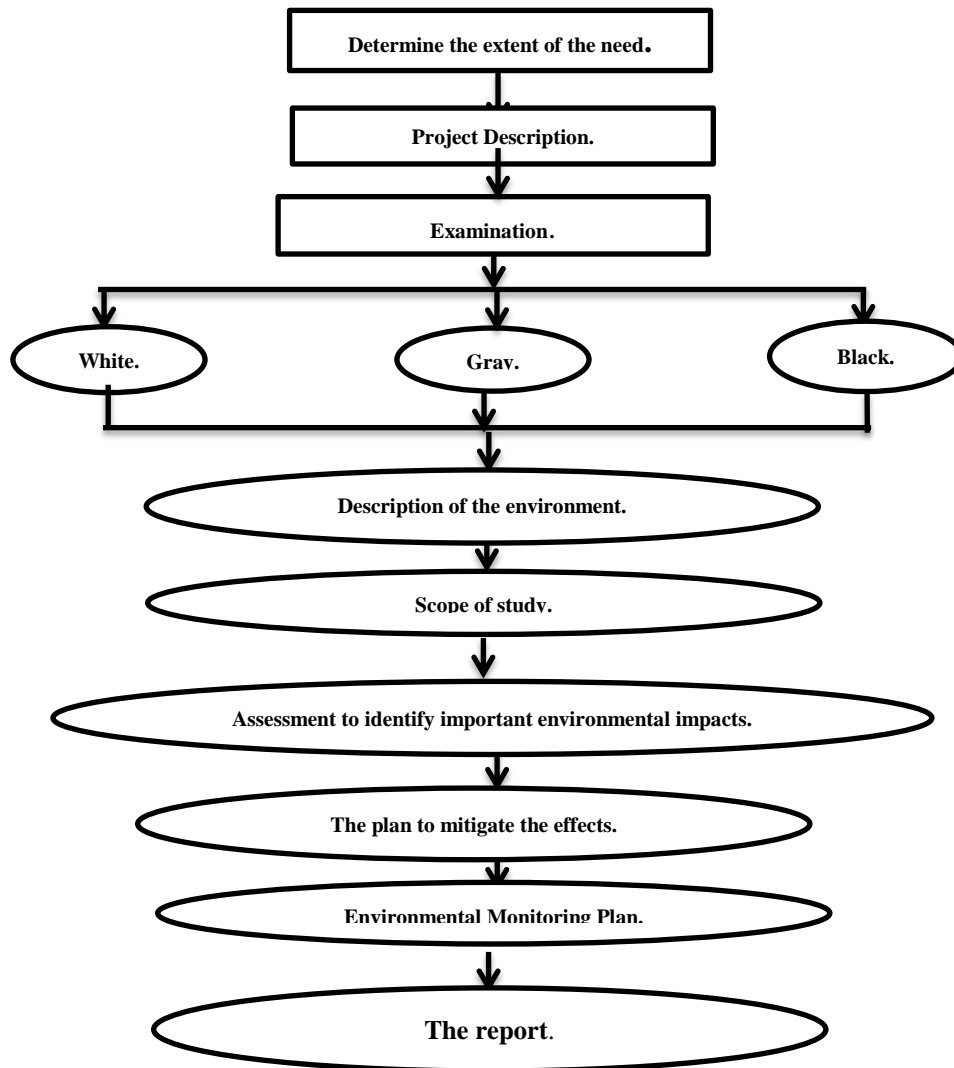 Determine the extent of the need.
Project Description.
Examination.
White.
Gray.
Black.
Description of the environment.
Scope of study.
Assessment to identify important environmental impacts.
The plan to mitigate the effects.
Environmental Monitoring Plan.
The report.